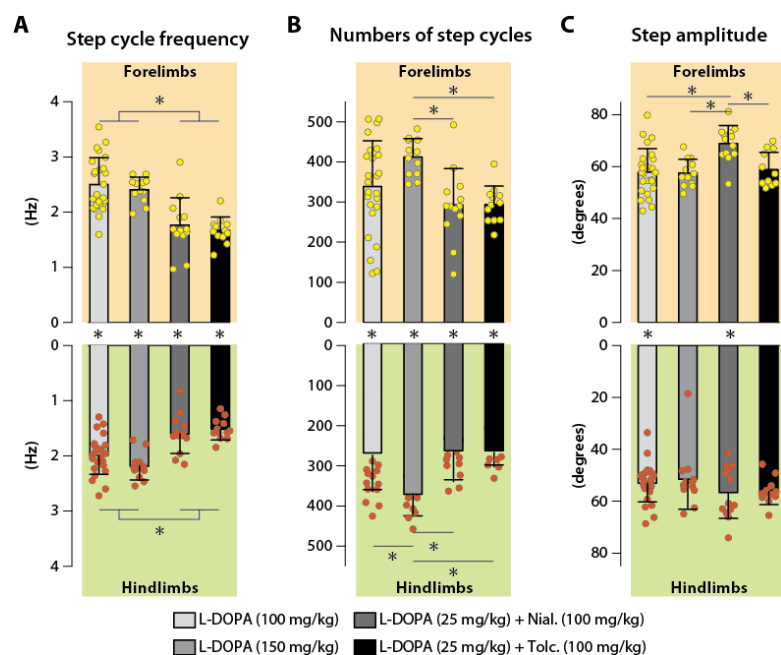 A Step cycle frequency
B Numbers of step cycles
C Step amplitude
Forelimbs
4
3
2
1
0
(Hz)
*
* * * *
0
1
2
3
4
(Hz)
*
Hindlimbs
Forelimbs
500
400
300
200
100
0
*
*
* * * *
0
100
200
300
400
500
* *
*
Hindlimbs
Forelimbs
80
60
40
20
0
(degrees)
* *
*
* *
0
20
40
60
80
(degrees)
Hindlimbs
L-DOPA (100 mg/kg) L-DOPA (25 mg/kg) + Nial. (100 mg/kg)
L-DOPA (150 mg/kg) L-DOPA (25 mg/kg) + Tolc. (100 mg/kg)